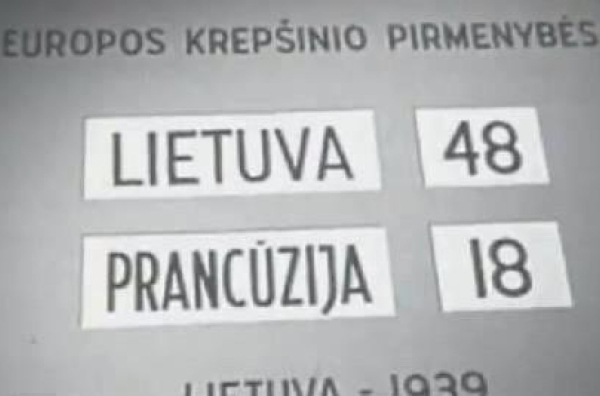 EUROPOS KREPŠINIO PIRMENYBĖS
LIETUVA 48
PRANCŪZIJA 18
LIETUVA - 1939